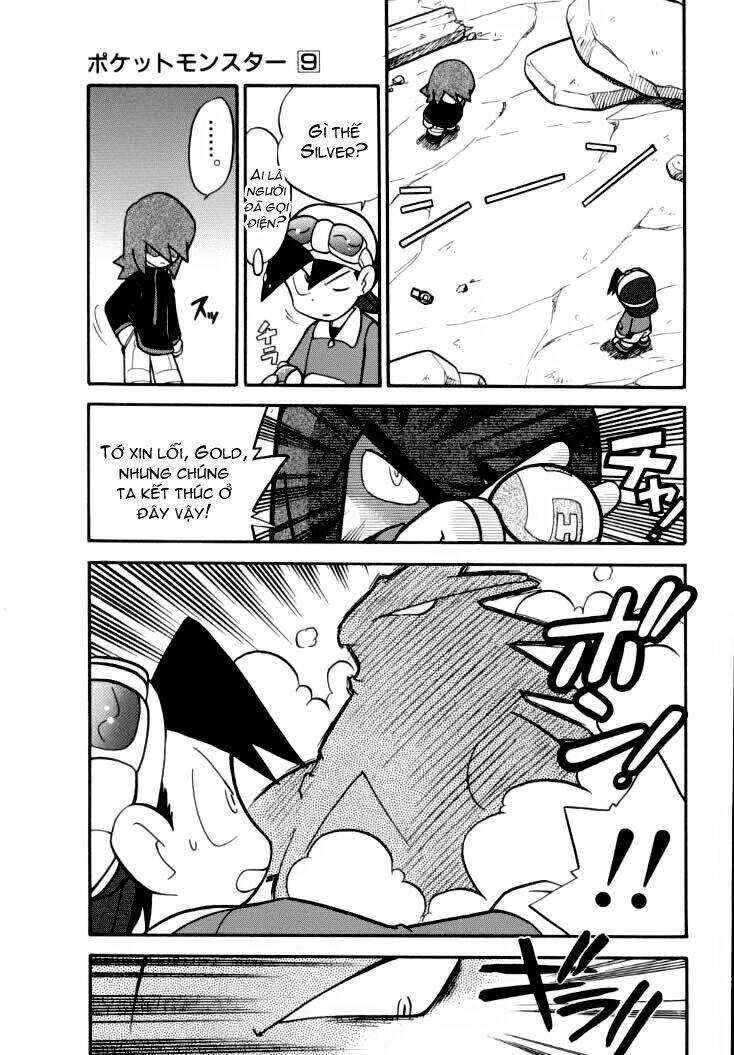 ポケットモンスター 9
Gì thế
Silver?
Ai là
người
đã gọi
điện?
チラ
……。
スッ
Tớ xin lỗi, Gold,
nhưng chúng
ta kết thúc ở
đây vậy!
チャ!
ボン!
!!
ギラ!!